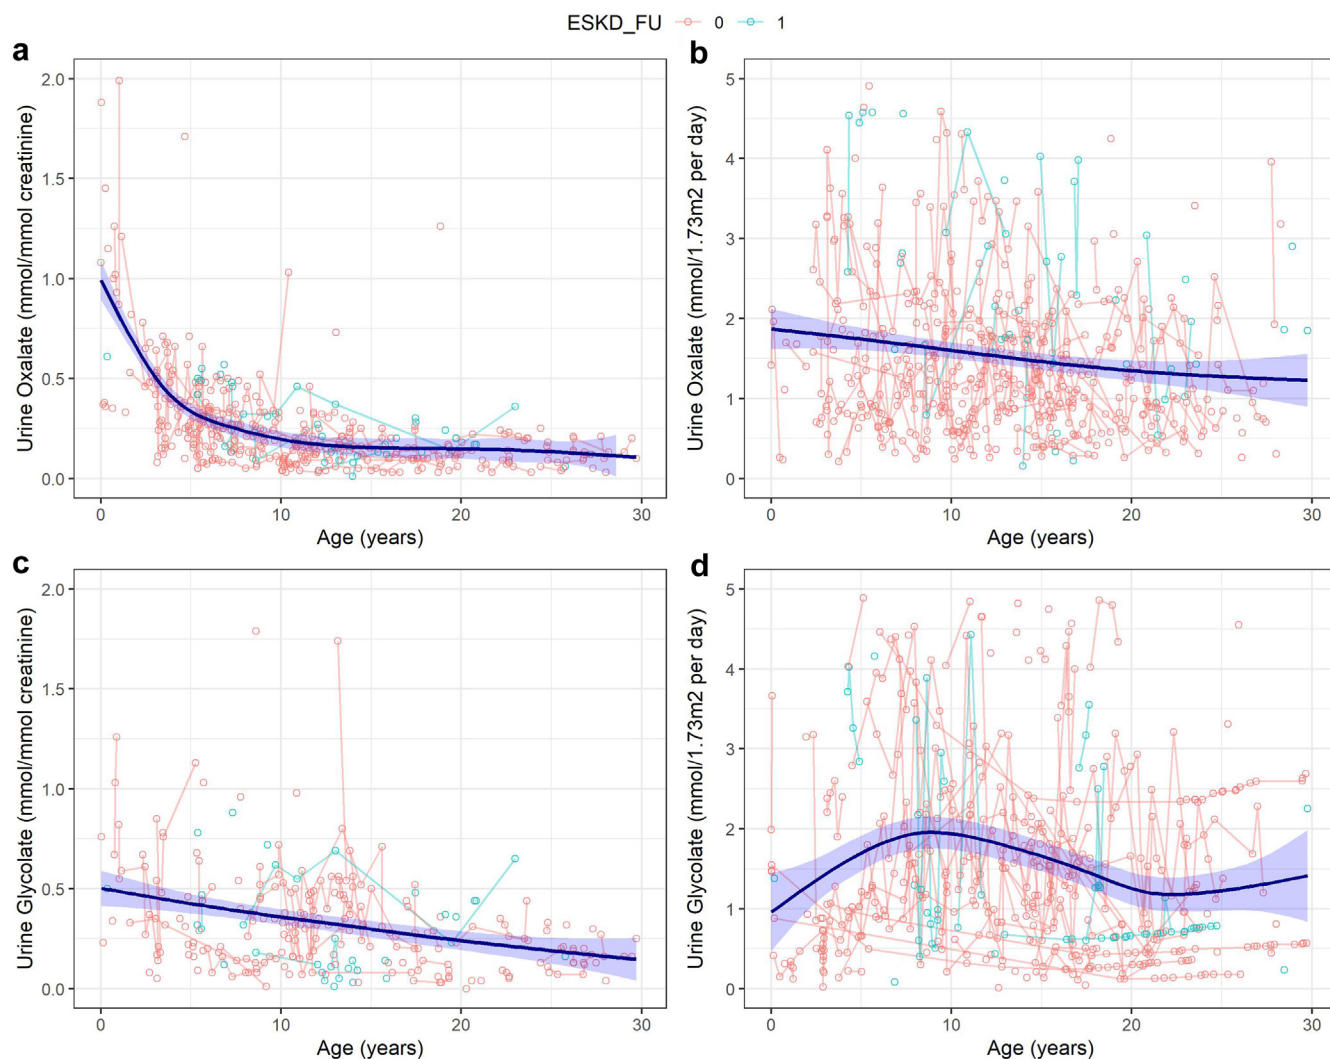 ESKD_FU 0 1
a
2.0
1.5
1.0
0.5
0.0
Urine Oxalate (mmol/mmol creatinine)
0 10 20 30
Age (years)
b
5
4
3
2
1
0
Urine Oxalate (mmol/1.73m2 per day)
0 10 20 30
Age (years)
c
2.0
1.5
1.0
0.5
0.0
Urine Glycolate (mmol/mmol creatinine)
0 10 20 30
Age (years)
d
5
4
3
2
1
0
Urine Glycolate (mmol/1.73m2 per day)
0 10 20 30
Age (years)